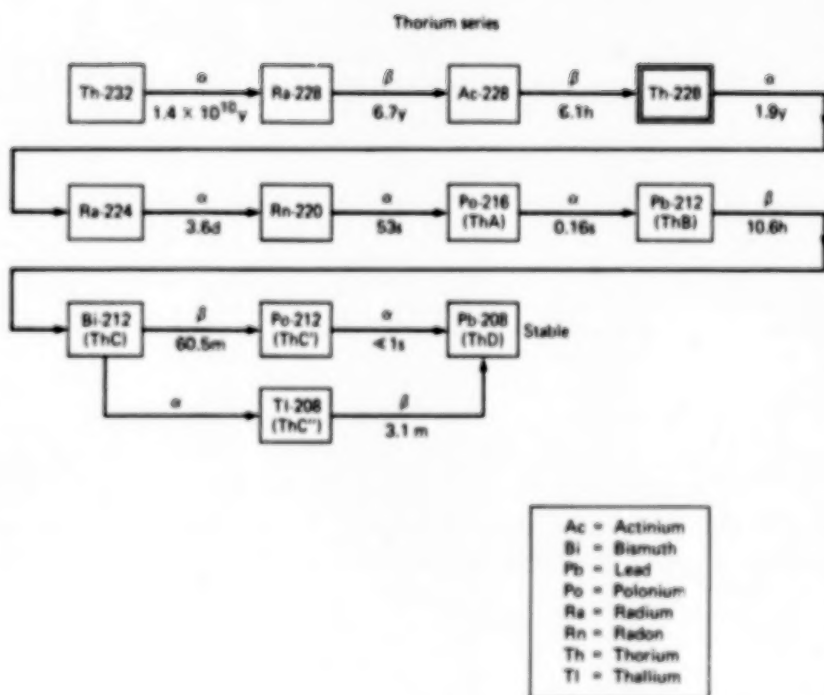 Thorium series
α β β α
Th-232 Ra-228 Ac-228 Th-228
1.4 × 10¹⁰y 6.7y 6.1h 1.9y
α α α β
Ra-224 Rn-220 Po-216 (ThA) Pb-212 (ThB)
3.6d 53s 0.16s 10.6h
β α
Bi-212 (ThC) Po-212 (ThC') Pb-208 (ThD) Stable
60.5m ≪ 1s
α β
Tl-208 (ThC'')
3.1 m
Ac = Actinium
Bi = Bismuth
Pb = Lead
Po = Polonium
Ra = Radium
Rn = Radon
Th = Thorium
Tl = Thallium